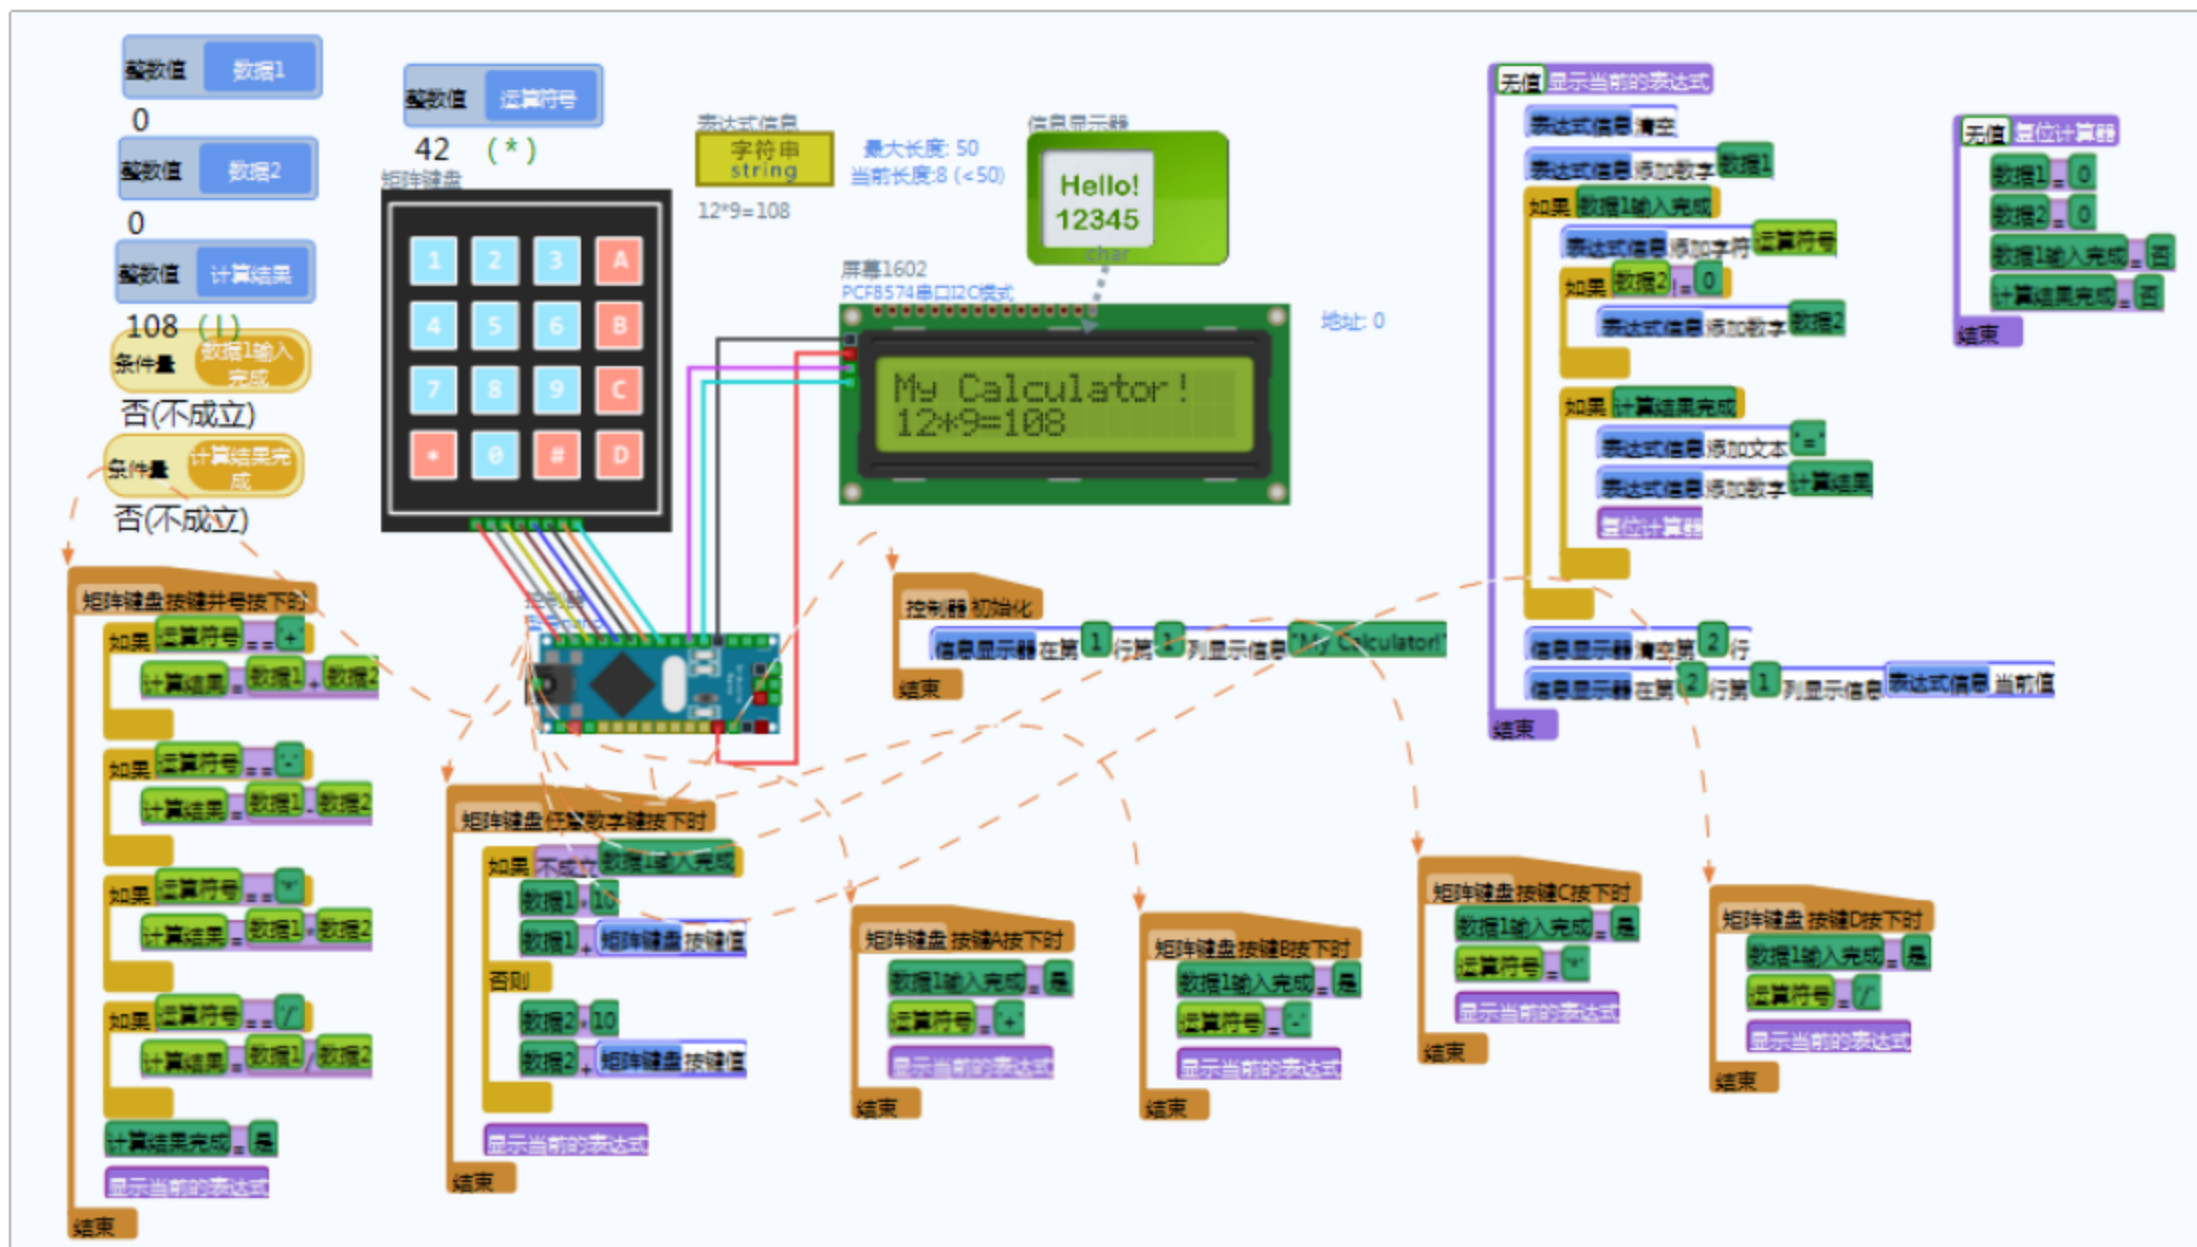 整数值 数据1
0
整数值 数据2
0
整数值 计算结果
108 ( l )
条件量 数据1输入完成
否(不成立)
条件量 计算结果完成
否(不成立)
整数值 运算符号
42 ( * )
矩阵键盘
1 2 3 A
4 5 6 B
7 8 9 C
* 0 # D
表达式信息
字符串
string
最大长度: 50
当前长度:8 (<50)
12*9=108
信息显示器
Hello!
12345
char
屏幕1602
PCF8574串口I2C模式
地址: 0
My Calculator!
12*9=108
控制器
无值 显示当前的表达式
表达式信息 清空
表达式信息 添加数字 数据1
如果 数据1输入完成
表达式信息 添加字符 运算符号
如果 数据2 != 0
表达式信息 添加数字 数据2
如果 计算结果完成
表达式信息 添加文本 "="
表达式信息 添加数字 计算结果
复位计算器
信息显示器 清空第 2 行
信息显示器 在第 2 行第 1 列显示信息 表达式信息 当前值
结束
无值 复位计算器
数据1 = 0
数据2 = 0
数据1输入完成 = 否
计算结果完成 = 否
结束
控制器 初始化
信息显示器 在第 1 行第 1 列显示信息 "My Calculator!"
结束
矩阵键盘 按键井号按下时
如果 运算符号 == '+'
计算结果 = 数据1 + 数据2
如果 运算符号 == '-'
计算结果 = 数据1 - 数据2
如果 运算符号 == '*'
计算结果 = 数据1 * 数据2
如果 运算符号 == '/'
计算结果 = 数据1 / 数据2
计算结果完成 = 是
显示当前的表达式
结束
矩阵键盘 任意数字键按下时
如果 不成立 数据1输入完成
数据1 * 10
数据1 + 矩阵键盘 按键值
否则
数据2 * 10
数据2 + 矩阵键盘 按键值
显示当前的表达式
结束
矩阵键盘 按键A按下时
数据1输入完成 = 是
运算符号 = '+'
显示当前的表达式
结束
矩阵键盘 按键B按下时
数据1输入完成 = 是
运算符号 = '-'
显示当前的表达式
结束
矩阵键盘 按键C按下时
数据1输入完成 = 是
运算符号 = '*'
显示当前的表达式
结束
矩阵键盘 按键D按下时
数据1输入完成 = 是
运算符号 = '/'
显示当前的表达式
结束